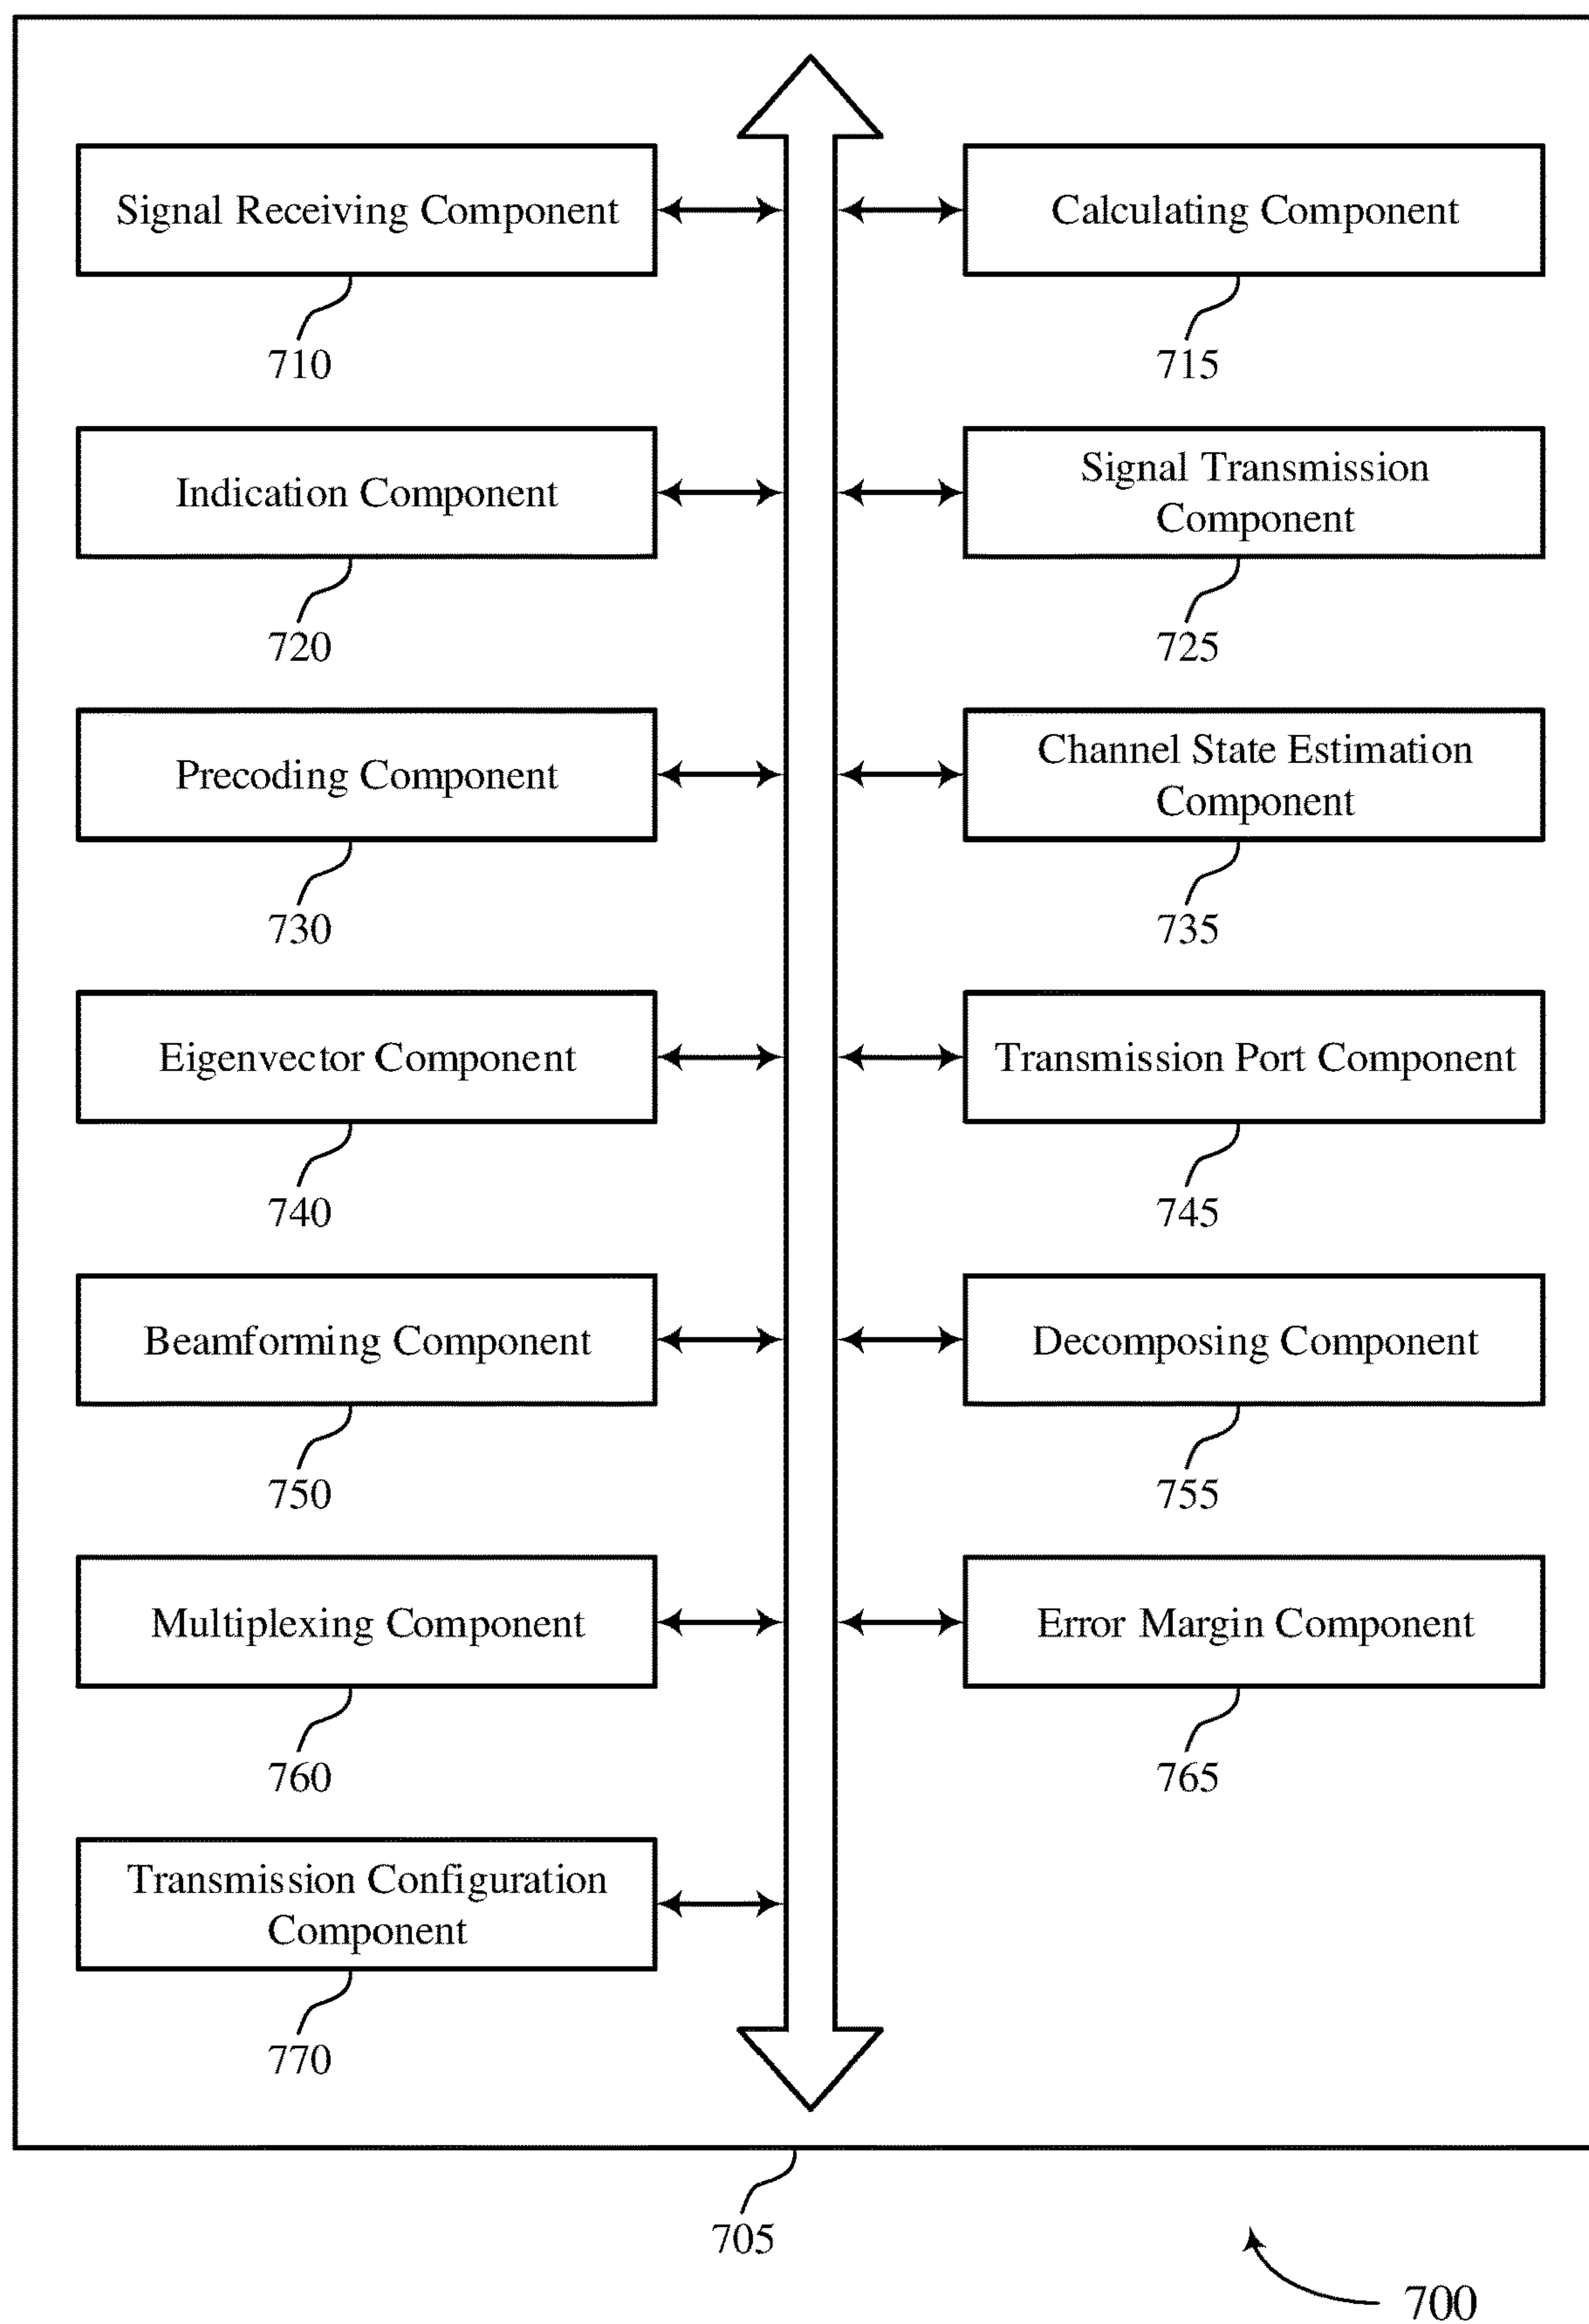 Signal Receiving Component
710
Calculating Component
715
Indication Component
720
Signal Transmission
Component
725
Precoding Component
730
Channel State Estimation
Component
735
Eigenvector Component
740
Transmission Port Component
745
Beamforming Component
750
Decomposing Component
755
Multiplexing Component
760
Error Margin Component
765
Transmission Configuration
Component
770
705
700